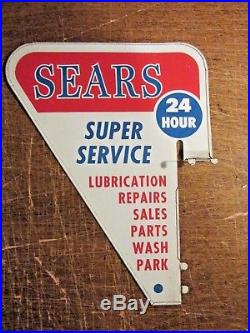 SEARS
24
HOUR
SUPER
SERVICE
LUBRICATION
REPAIRS
SALES
PARTS
WASH
PARK